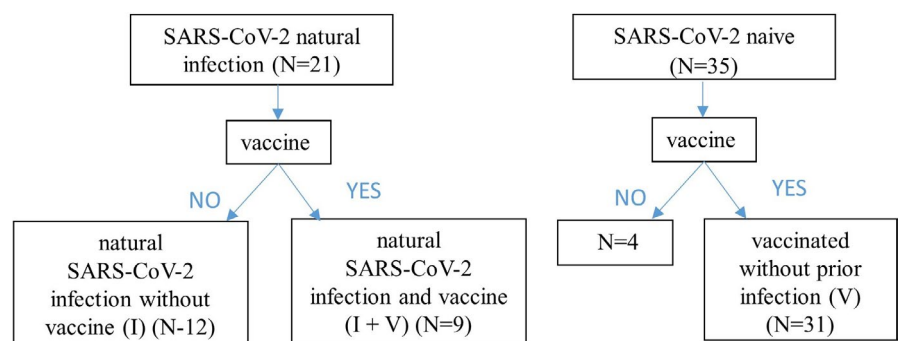 SARS-CoV-2 natural
infection (N=21)
vaccine
NO
YES
natural
SARS-CoV-2
infection without
vaccine (I) (N-12)
natural
SARS-CoV-2
infection and vaccine
(I + V) (N=9)
SARS-CoV-2 naive
(N=35)
vaccine
NO
YES
N=4
vaccinated
without prior
infection (V)
(N=31)